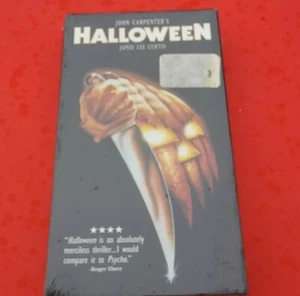 JOHN CARPENTER'S
HALLOWEEN
JAMIE LEE CURTIS
★★★★
"Halloween is an absolutely
merciless thriller...I would
compare it to Psycho."
-Roger Ebert